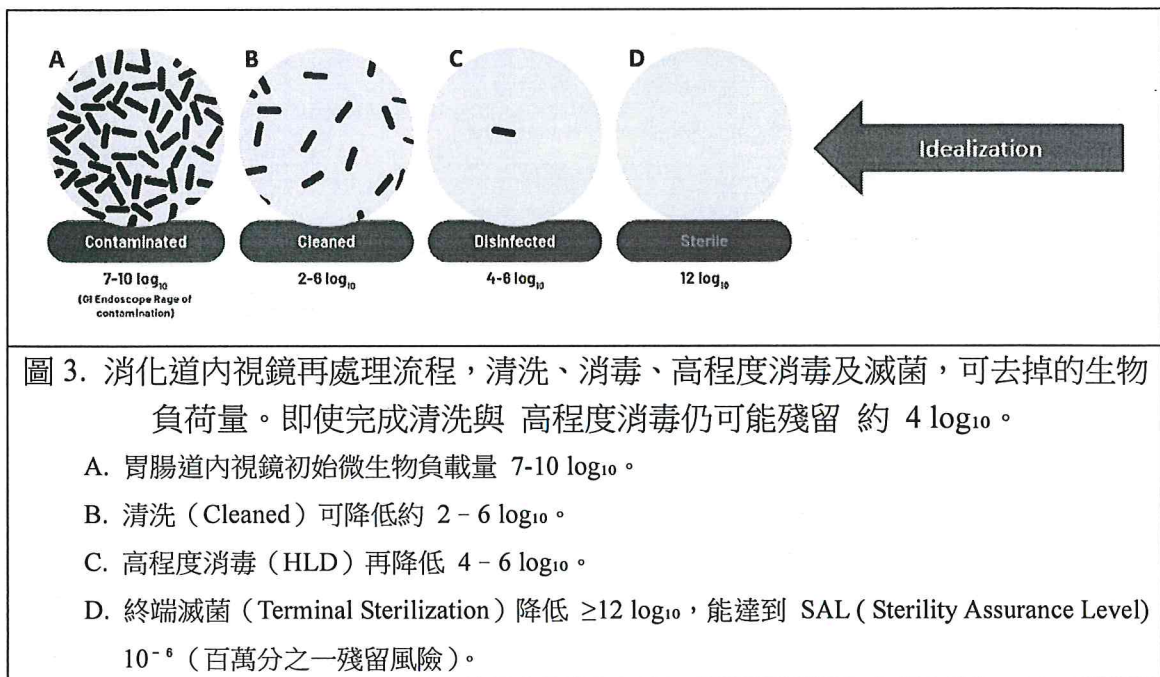 A B C D
Idealization
Contaminated Cleaned Disinfected Sterile
7-10 log₁₀ 2-6 log₁₀ 4-6 log₁₀ 12 log₁₀
(GI Endoscope Rage of
contamination)
圖 3. 消化道內視鏡再處理流程，清洗、消毒、高程度消毒及滅菌，可去掉的生物
負荷量。即使完成清洗與 高程度消毒仍可能殘留 約 4 log₁₀。
A. 胃腸道內視鏡初始微生物負載量 7-10 log₁₀。
B. 清洗（Cleaned）可降低約 2 – 6 log₁₀。
C. 高程度消毒（HLD）再降低 4 – 6 log₁₀。
D. 終端滅菌（Terminal Sterilization）降低 ≥12 log₁₀，能達到 SAL ( Sterility Assurance Level)
10⁻⁶（百萬分之一殘留風險）。